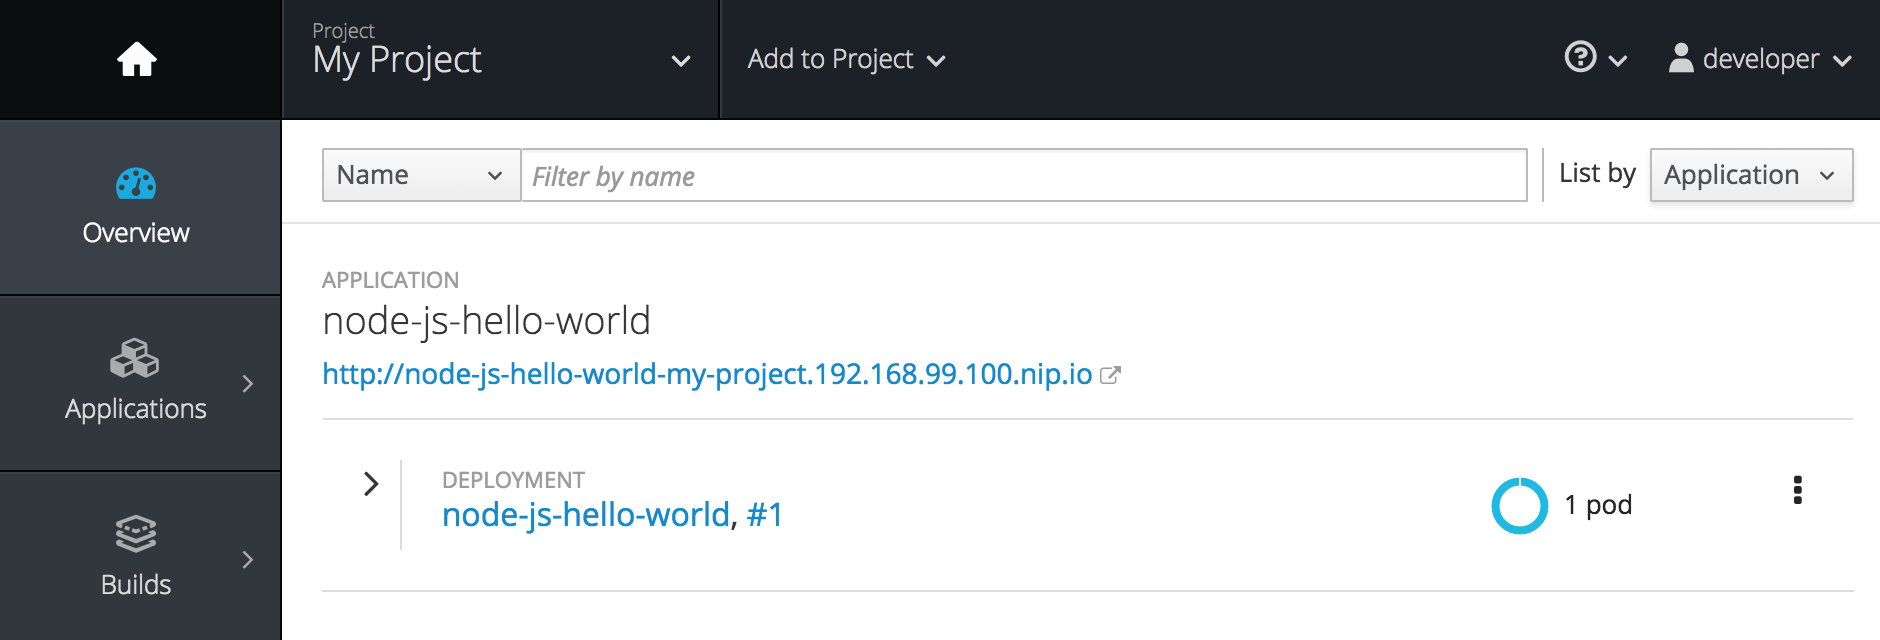 Project
My Project
Add to Project
developer
Overview
Applications
Builds
Name
Filter by name
List by
Application
APPLICATION
node-js-hello-world
http://node-js-hello-world-my-project.192.168.99.100.nip.io
DEPLOYMENT
node-js-hello-world, #1
1 pod